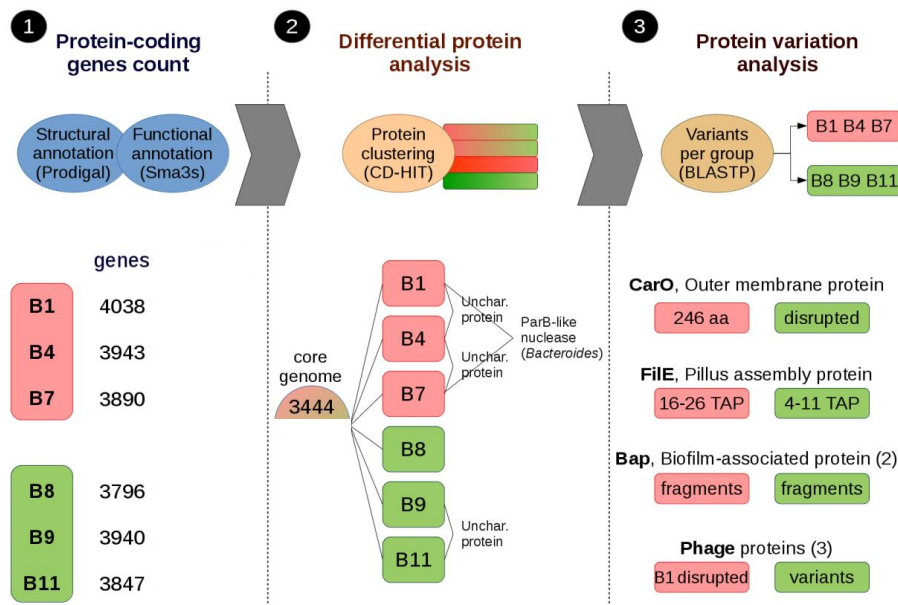 1
Protein-coding
genes count
Structural
annotation
(Prodigal)
Functional
annotation
(Sma3s)
genes
B1 4038
B4 3943
B7 3890
B8 3796
B9 3940
B11 3847
2
Differential protein
analysis
Protein
clustering
(CD-HIT)
core
genome
3444
B1
B4
B7
B8
B9
B11
Unchar.
protein
Unchar.
protein
ParB-like
nuclease
(Bacteroides)
Unchar.
protein
3
Protein variation
analysis
Variants
per group
(BLASTP)
B1 B4 B7
B8 B9 B11
CarO, Outer membrane protein
246 aa disrupted
FilE, Pillus assembly protein
16-26 TAP 4-11 TAP
Bap, Biofilm-associated protein (2)
fragments fragments
Phage proteins (3)
B1 disrupted variants